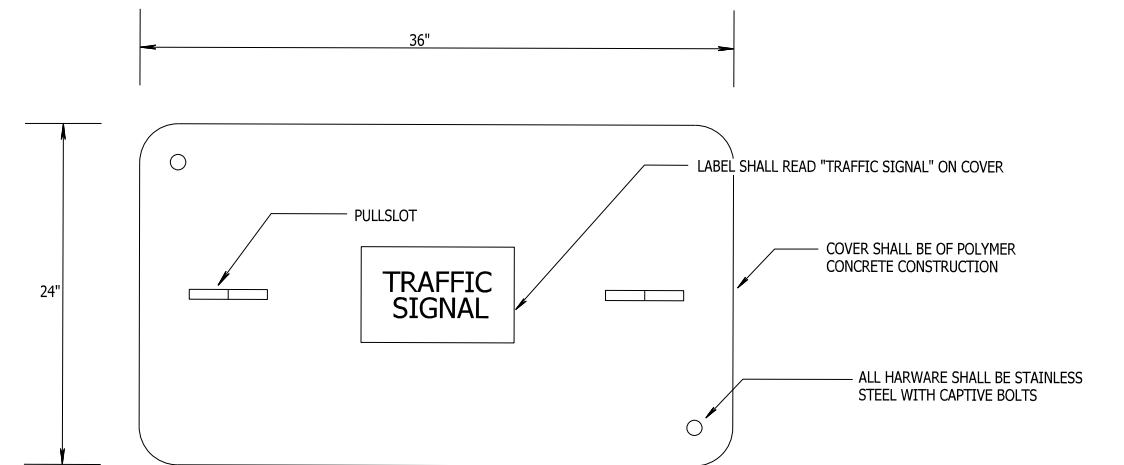 36"
LABEL SHALL READ "TRAFFIC SIGNAL" ON COVER
PULLSLOT
COVER SHALL BE OF POLYMER
CONCRETE CONSTRUCTION
24"
TRAFFIC
SIGNAL
ALL HARWARE SHALL BE STAINLESS
STEEL WITH CAPTIVE BOLTS